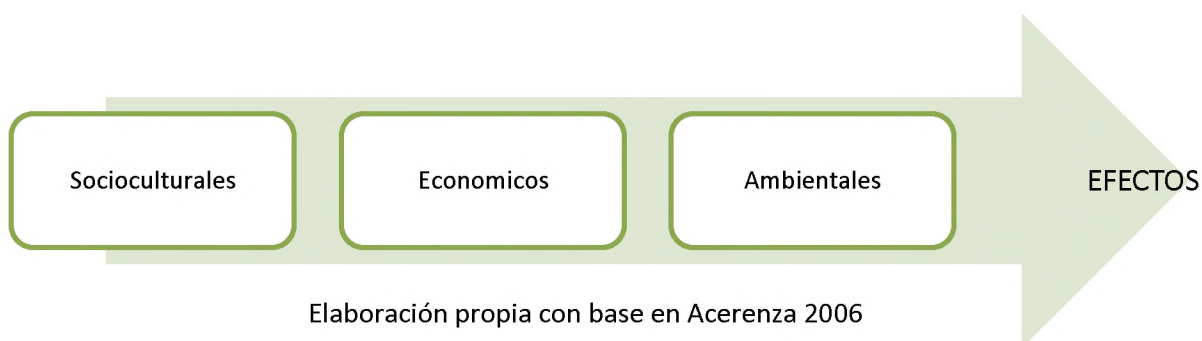 Socioculturales
Economicos
Ambientales
EFECTOS
Elaboración propia con base en Acerenza 2006